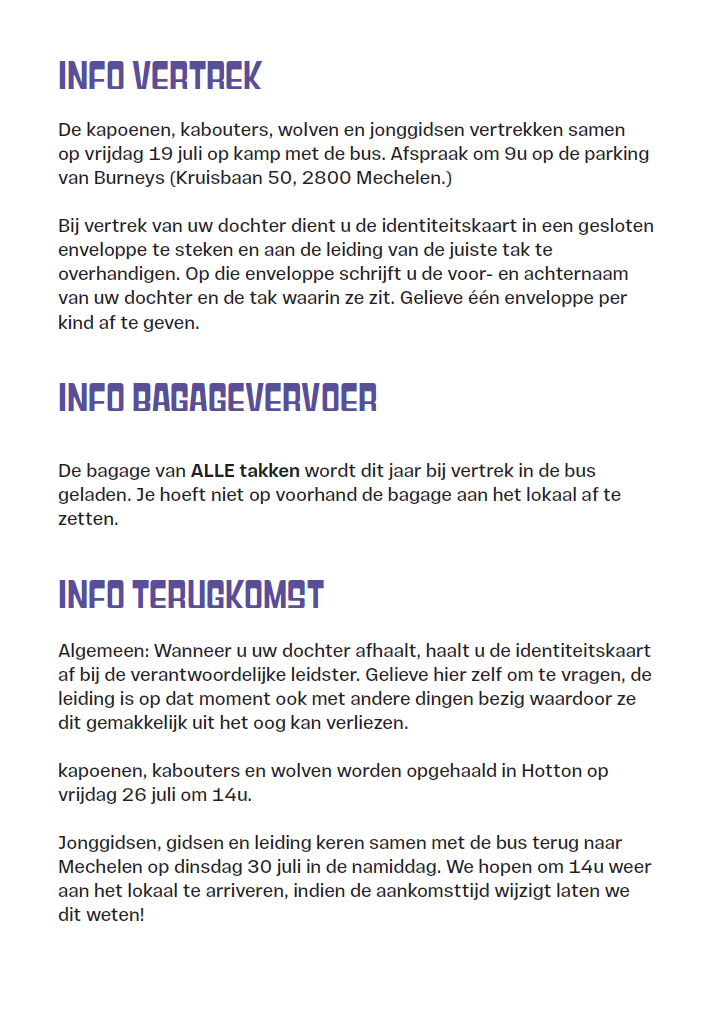 INFO VERTREK
De kapoenen, kabouters, wolven en jonggidsen vertrekken samen
op vrijdag 19 juli op kamp met de bus. Afspraak om 9u op de parking
van Burneys (Kruisbaan 50, 2800 Mechelen.)
Bij vertrek van uw dochter dient u de identiteitskaart in een gesloten
enveloppe te steken en aan de leiding van de juiste tak te
overhandigen. Op die enveloppe schrijft u de voor- en achternaam
van uw dochter en de tak waarin ze zit. Gelieve één enveloppe per
kind af te geven.
INFO BAGAGEVERVOER
De bagage van ALLE takken wordt dit jaar bij vertrek in de bus
geladen. Je hoeft niet op voorhand de bagage aan het lokaal af te
zetten.
INFO TERUGKOMST
Algemeen: Wanneer u uw dochter afhaalt, haalt u de identiteitskaart
af bij de verantwoordelijke leidster. Gelieve hier zelf om te vragen, de
leiding is op dat moment ook met andere dingen bezig waardoor ze
dit gemakkelijk uit het oog kan verliezen.
kapoenen, kabouters en wolven worden opgehaald in Hotton op
vrijdag 26 juli om 14u.
Jonggidsen, gidsen en leiding keren samen met de bus terug naar
Mechelen op dinsdag 30 juli in de namiddag. We hopen om 14u weer
aan het lokaal te arriveren, indien de aankomsttijd wijzigt laten we
dit weten!